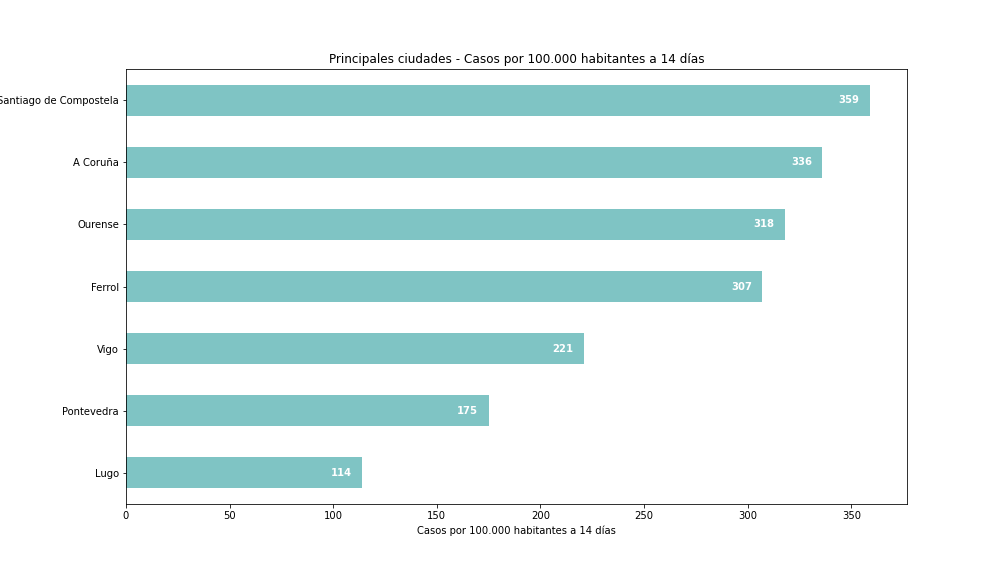 Principales ciudades - Casos por 100.000 habitantes a 14 días
Santiago de Compostela 359
A Coruña 336
Ourense 318
Ferrol 307
Vigo 221
Pontevedra 175
Lugo 114
0 50 100 150 200 250 300 350
Casos por 100.000 habitantes a 14 días